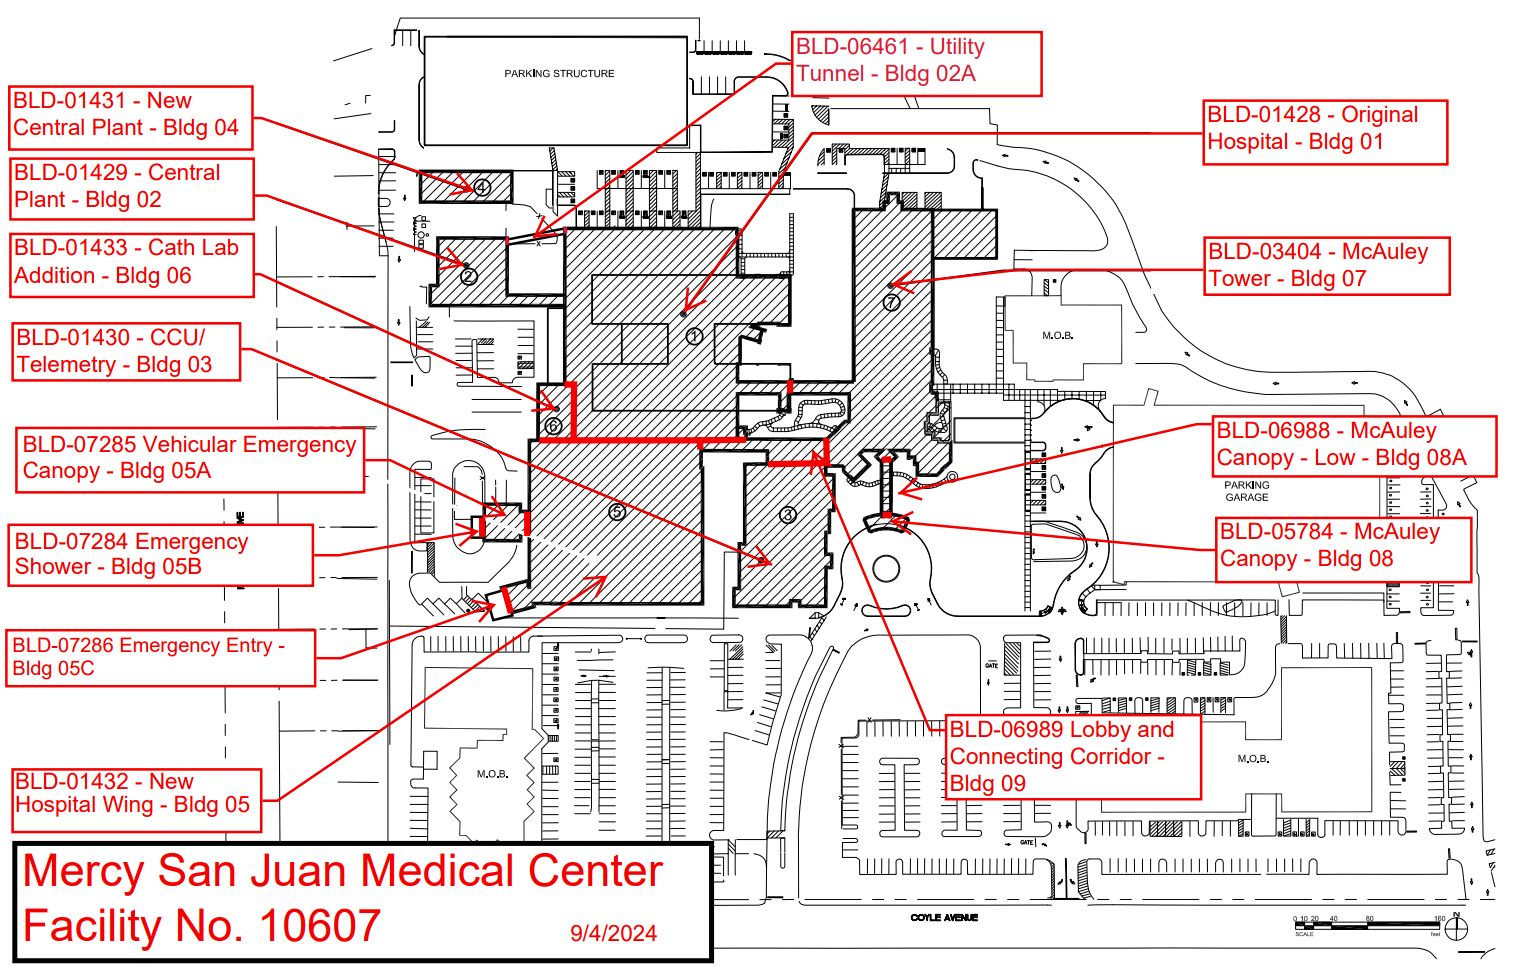 PARKING STRUCTURE
BLD-06461 - Utility
Tunnel - Bldg 02A
BLD-01431 - New
Central Plant - Bldg 04
BLD-01428 - Original
Hospital - Bldg 01
BLD-01429 - Central
Plant - Bldg 02
BLD-01433 - Cath Lab
Addition - Bldg 06
BLD-03404 - McAuley
Tower - Bldg 07
BLD-01430 - CCU/
Telemetry - Bldg 03
M.O.B.
4
2
7
1
6
5
3
BLD-07285 Vehicular Emergency
Canopy - Bldg 05A
BLD-06988 - McAuley
Canopy - Low - Bldg 08A
PARKING
GARAGE
BLD-07284 Emergency
Shower - Bldg 05B
BLD-05784 - McAuley
Canopy - Bldg 08
BLD-07286 Emergency Entry -
Bldg 05C
GATE
BLD-06989 Lobby and
Connecting Corridor -
Bldg 09
M.O.B.
M.O.B.
BLD-01432 - New
Hospital Wing - Bldg 05
GATE
Mercy San Juan Medical Center
Facility No. 10607
9/4/2024
COYLE AVENUE
0 10 20 40 80 160
SCALE feet
N